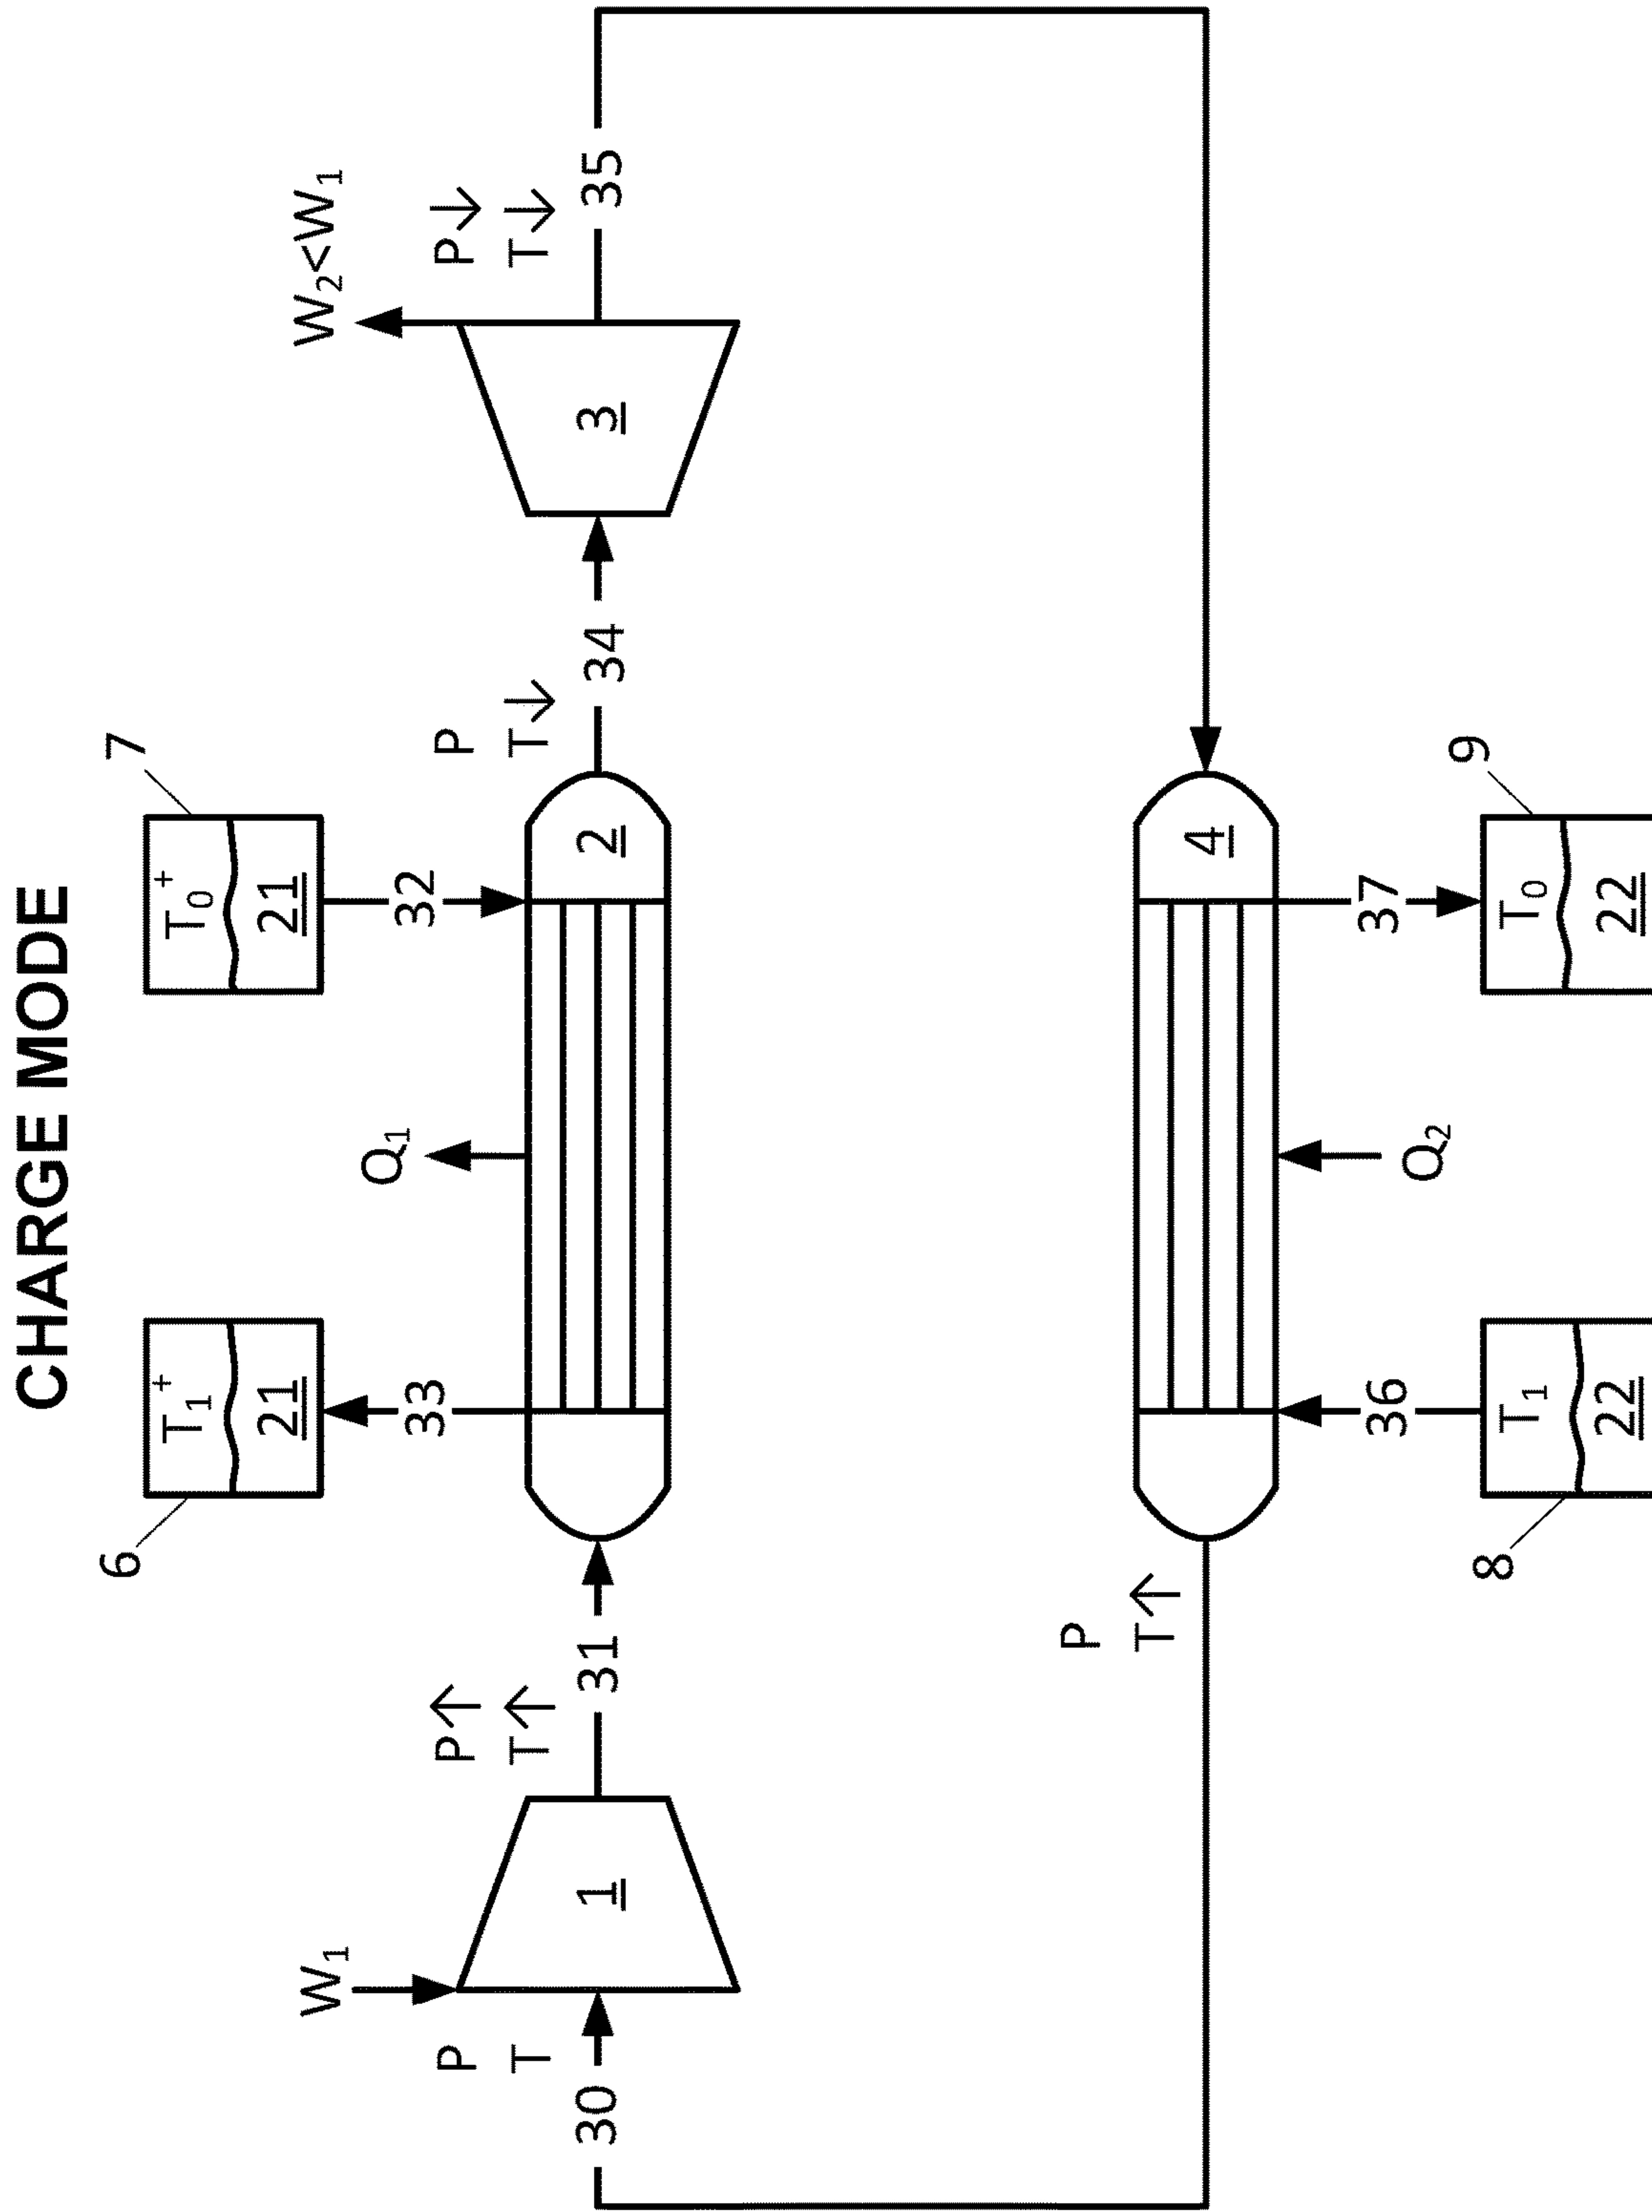 CHARGE MODE
6
7
T₁⁺
21
T₀⁺
21
W₁
33
Q₁
32
W₂<W₁
P
T
P↑
T↑
P
T↓
P↓
T↓
30
1
31
2
34
3
35
P
T↑
4
36
Q₂
37
8
9
T₁
22
T₀
22